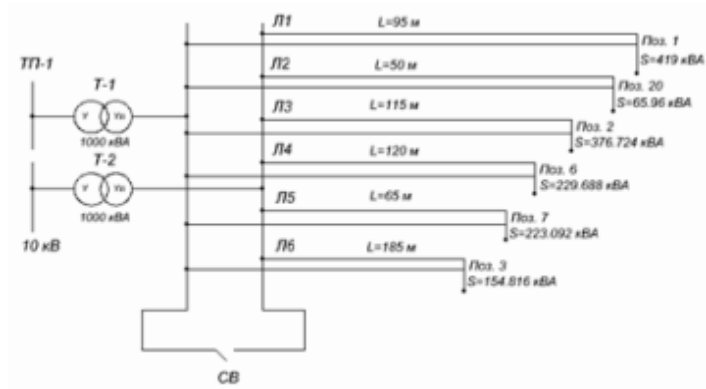 Л1
L=95 м
Поз. 1
S=419 кВА
ТП-1
Т-1
Y
Yн
1000 кВА
Л2
L=50 м
Поз. 20
S=65.96 кВА
Л3
L=115 м
Поз. 2
S=376.724 кВА
Т-2
Y
Yн
1000 кВА
Л4
L=120 м
Поз. 6
S=229.688 кВА
Л5
L=65 м
Поз. 7
S=223.092 кВА
10 кВ
Л6
L=185 м
Поз. 3
S=154.816 кВА
СВ